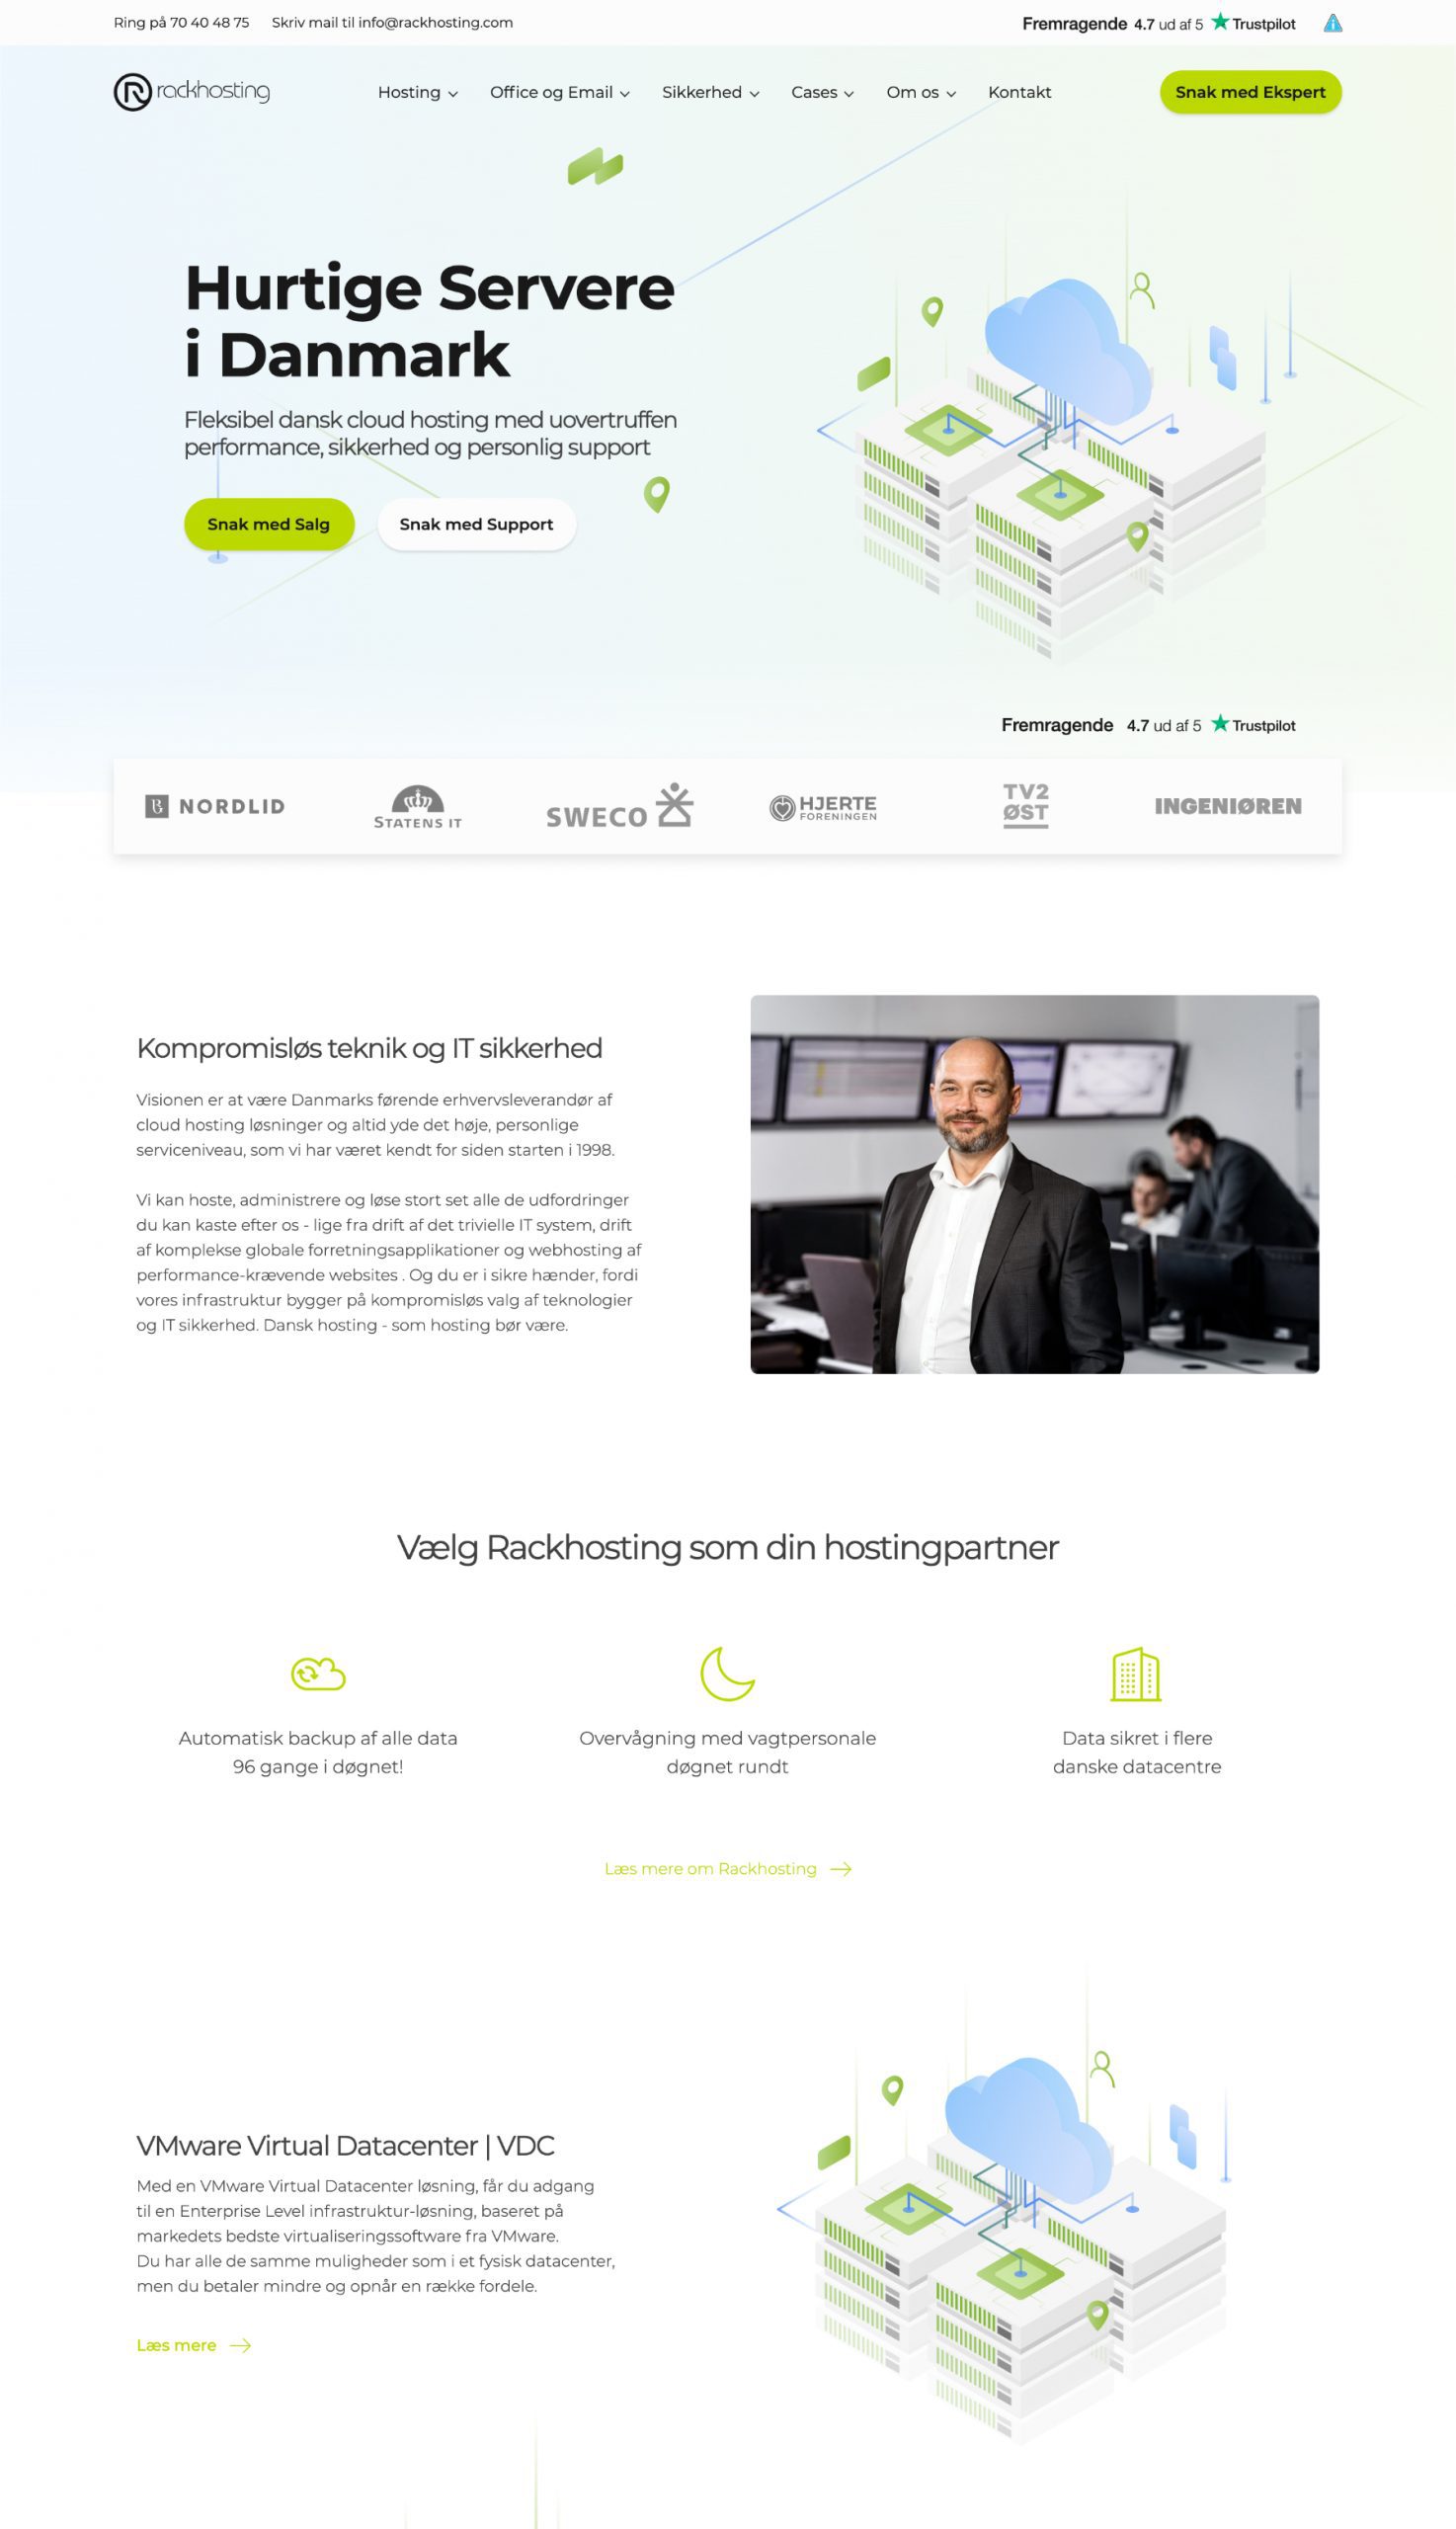 Ring på 70 40 48 75 Skriv mail til info@rackhosting.com
Fremragende 4.7 ud af 5 Trustpilot
rackhosting
Hosting Office og Email Sikkerhed Cases Om os Kontakt
Snak med Ekspert
Hurtige Servere
i Danmark
Fleksibel dansk cloud hosting med uovertruffen
performance, sikkerhed og personlig support
Snak med Salg
Snak med Support
Fremragende 4.7 ud af 5 Trustpilot
NORDLID
STATENS IT
SWECO
HJERTE
FORENINGEN
TV2
ØST
INGENIØREN
Kompromisløs teknik og IT sikkerhed
Visionen er at være Danmarks førende erhvervsleverandør af
cloud hosting løsninger og altid yde det høje, personlige
serviceniveau, som vi har været kendt for siden starten i 1998.
Vi kan hoste, administrere og løse stort set alle de udfordringer
du kan kaste efter os - lige fra drift af det trivielle IT system, drift
af komplekse globale forretningsapplikationer og webhosting af
performance-krævende websites . Og du er i sikre hænder, fordi
vores infrastruktur bygger på kompromisløs valg af teknologier
og IT sikkerhed. Dansk hosting - som hosting bør være.
Vælg Rackhosting som din hostingpartner
Automatisk backup af alle data
96 gange i døgnet!
Overvågning med vagtpersonale
døgnet rundt
Data sikret i flere
danske datacentre
Læs mere om Rackhosting
VMware Virtual Datacenter | VDC
Med en VMware Virtual Datacenter løsning, får du adgang
til en Enterprise Level infrastruktur-løsning, baseret på
markedets bedste virtualiseringssoftware fra VMware.
Du har alle de samme muligheder som i et fysisk datacenter,
men du betaler mindre og opnår en række fordele.
Læs mere